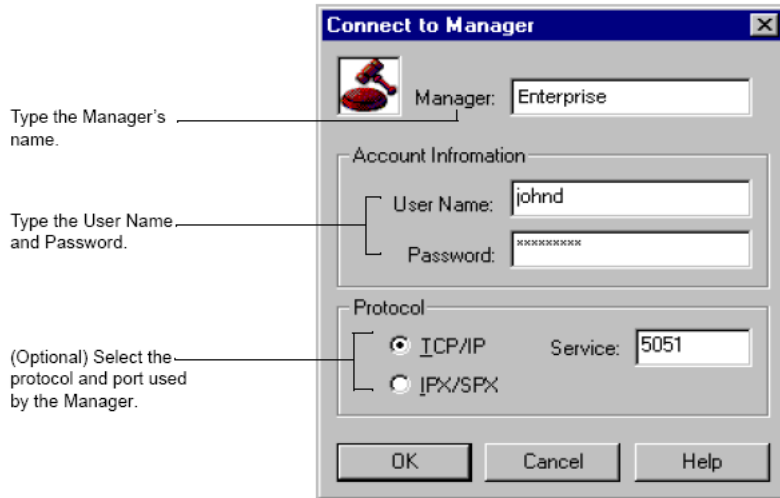 Connect to Manager
Manager: Enterprise
Type the Manager's
name.
Account Infromation
User Name: johnd
Type the User Name
and Password.
Password: *********
Protocol
TCP/IP Service: 5051
(Optional) Select the
protocol and port used
by the Manager.
IPX/SPX
OK Cancel Help